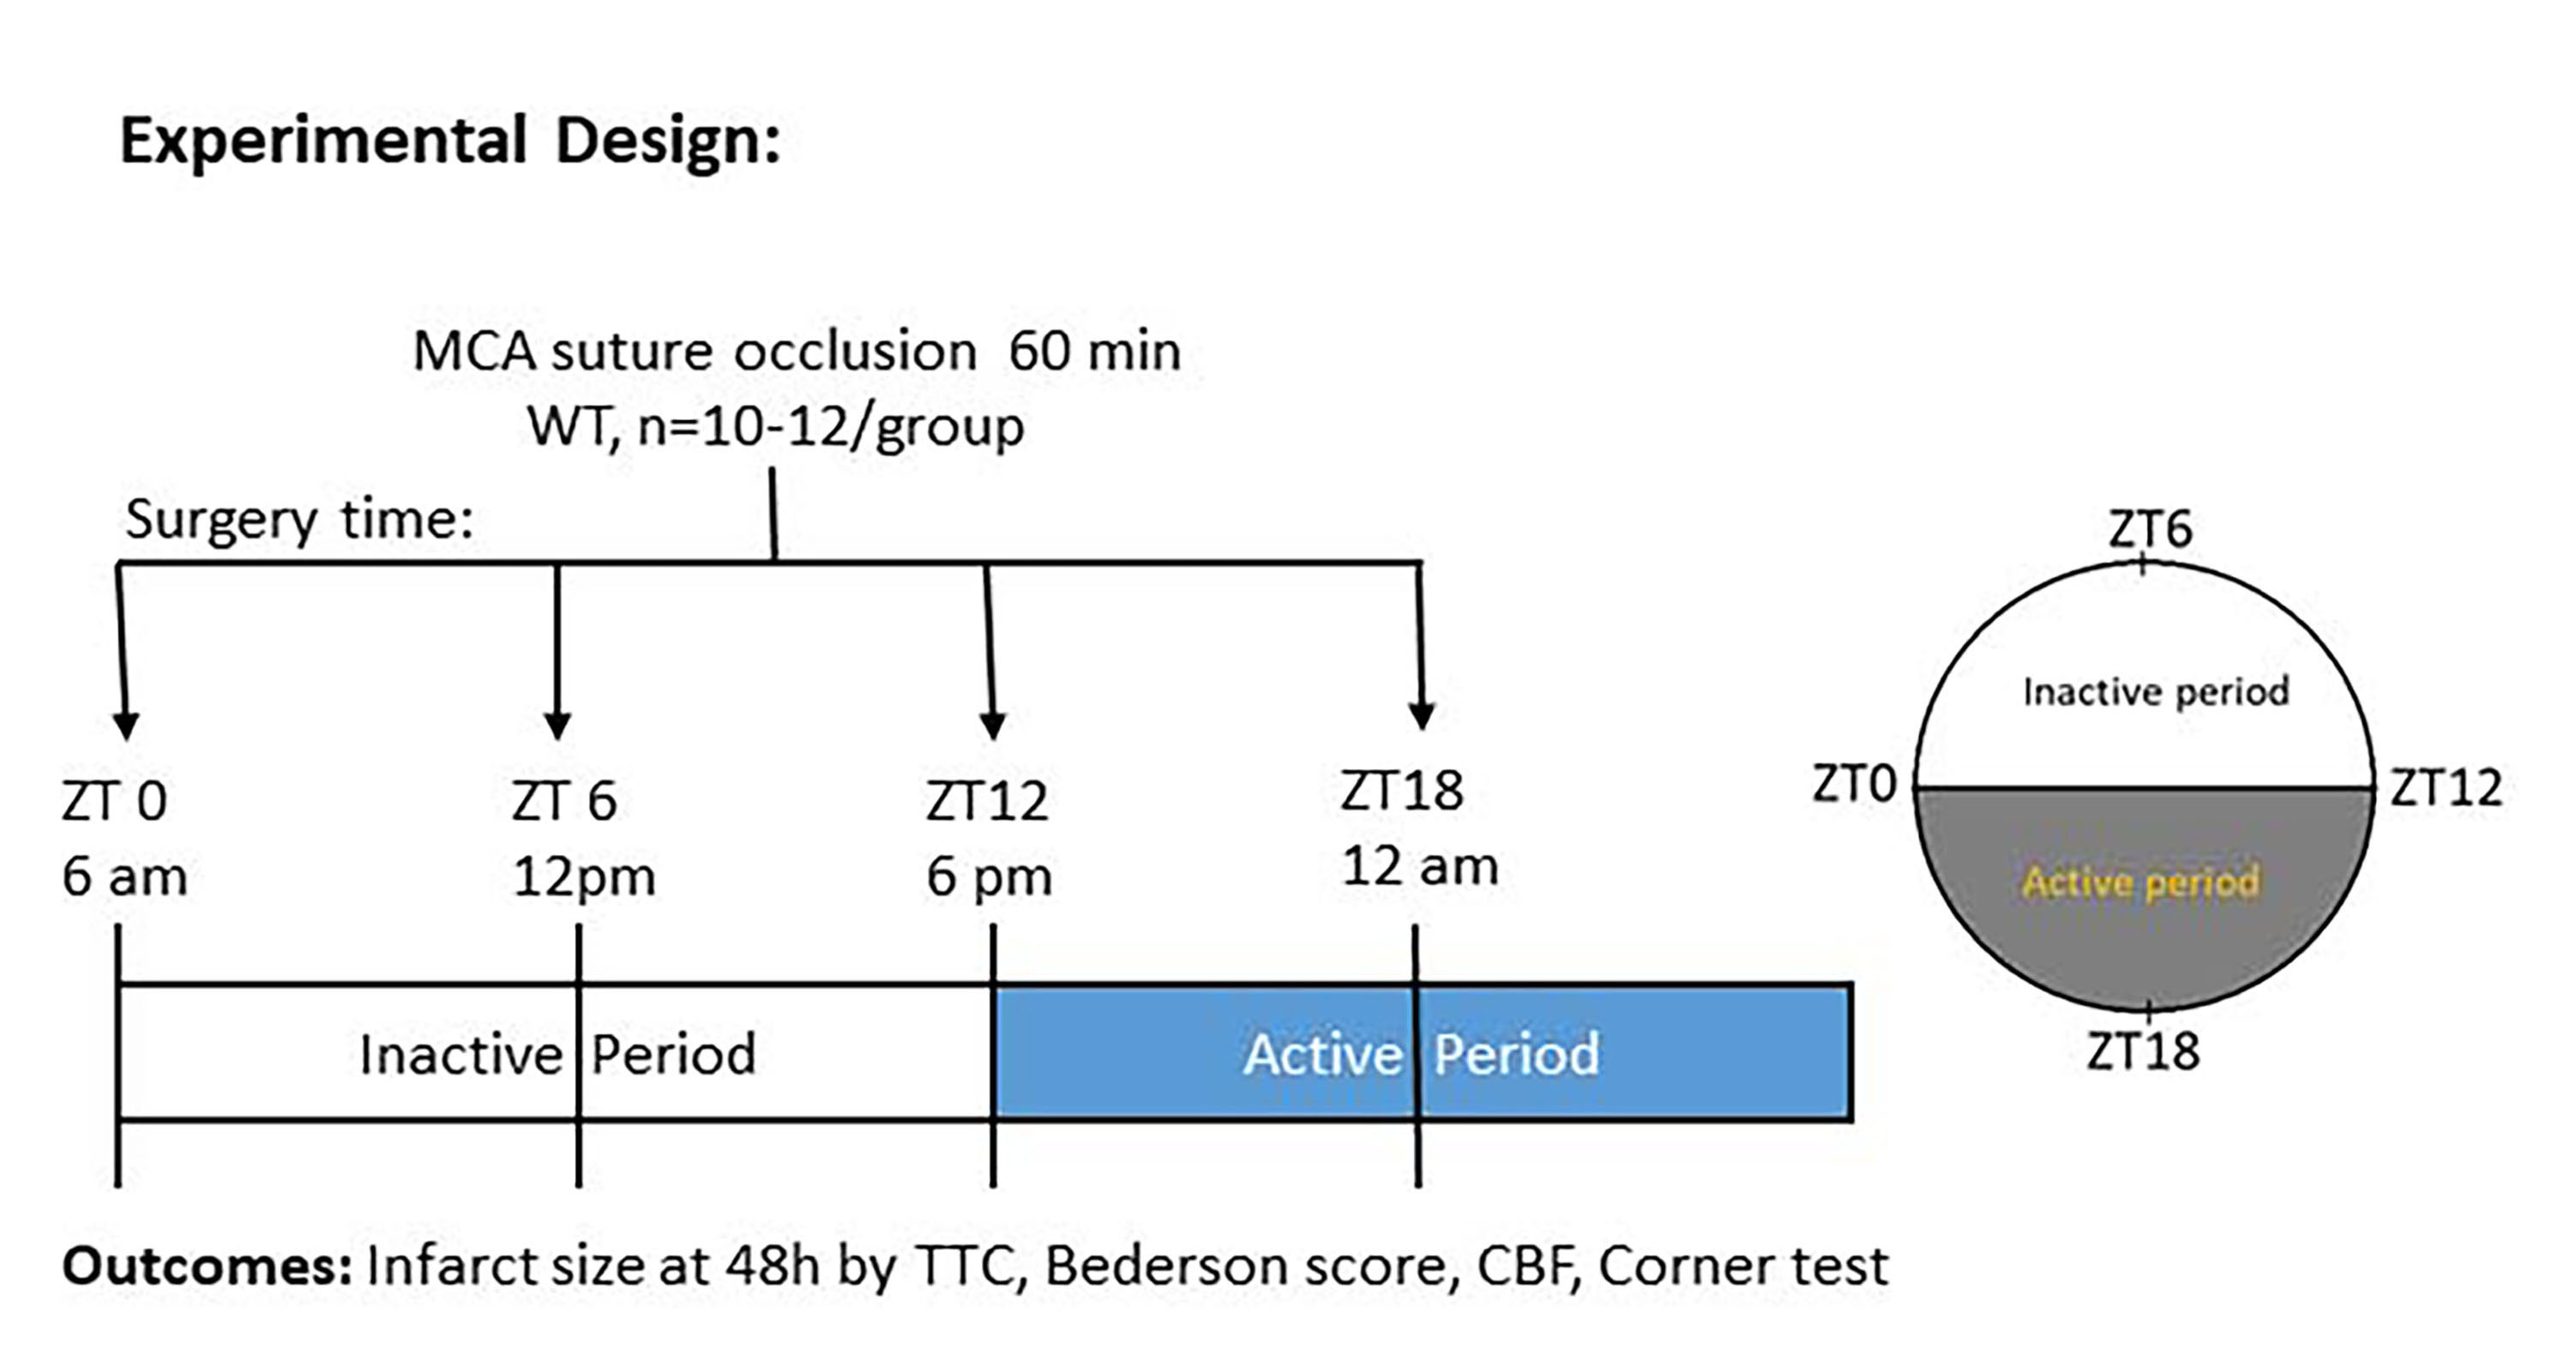 Experimental Design:
MCA suture occlusion 60 min
WT, n=10-12/group
Surgery time:
ZT 0
6 am
ZT 6
12pm
ZT12
6 pm
ZT18
12 am
Inactive Period
Active Period
ZT6
Inactive period
ZT0
ZT12
Active period
ZT18
Outcomes: Infarct size at 48h by TTC, Bederson score, CBF, Corner test